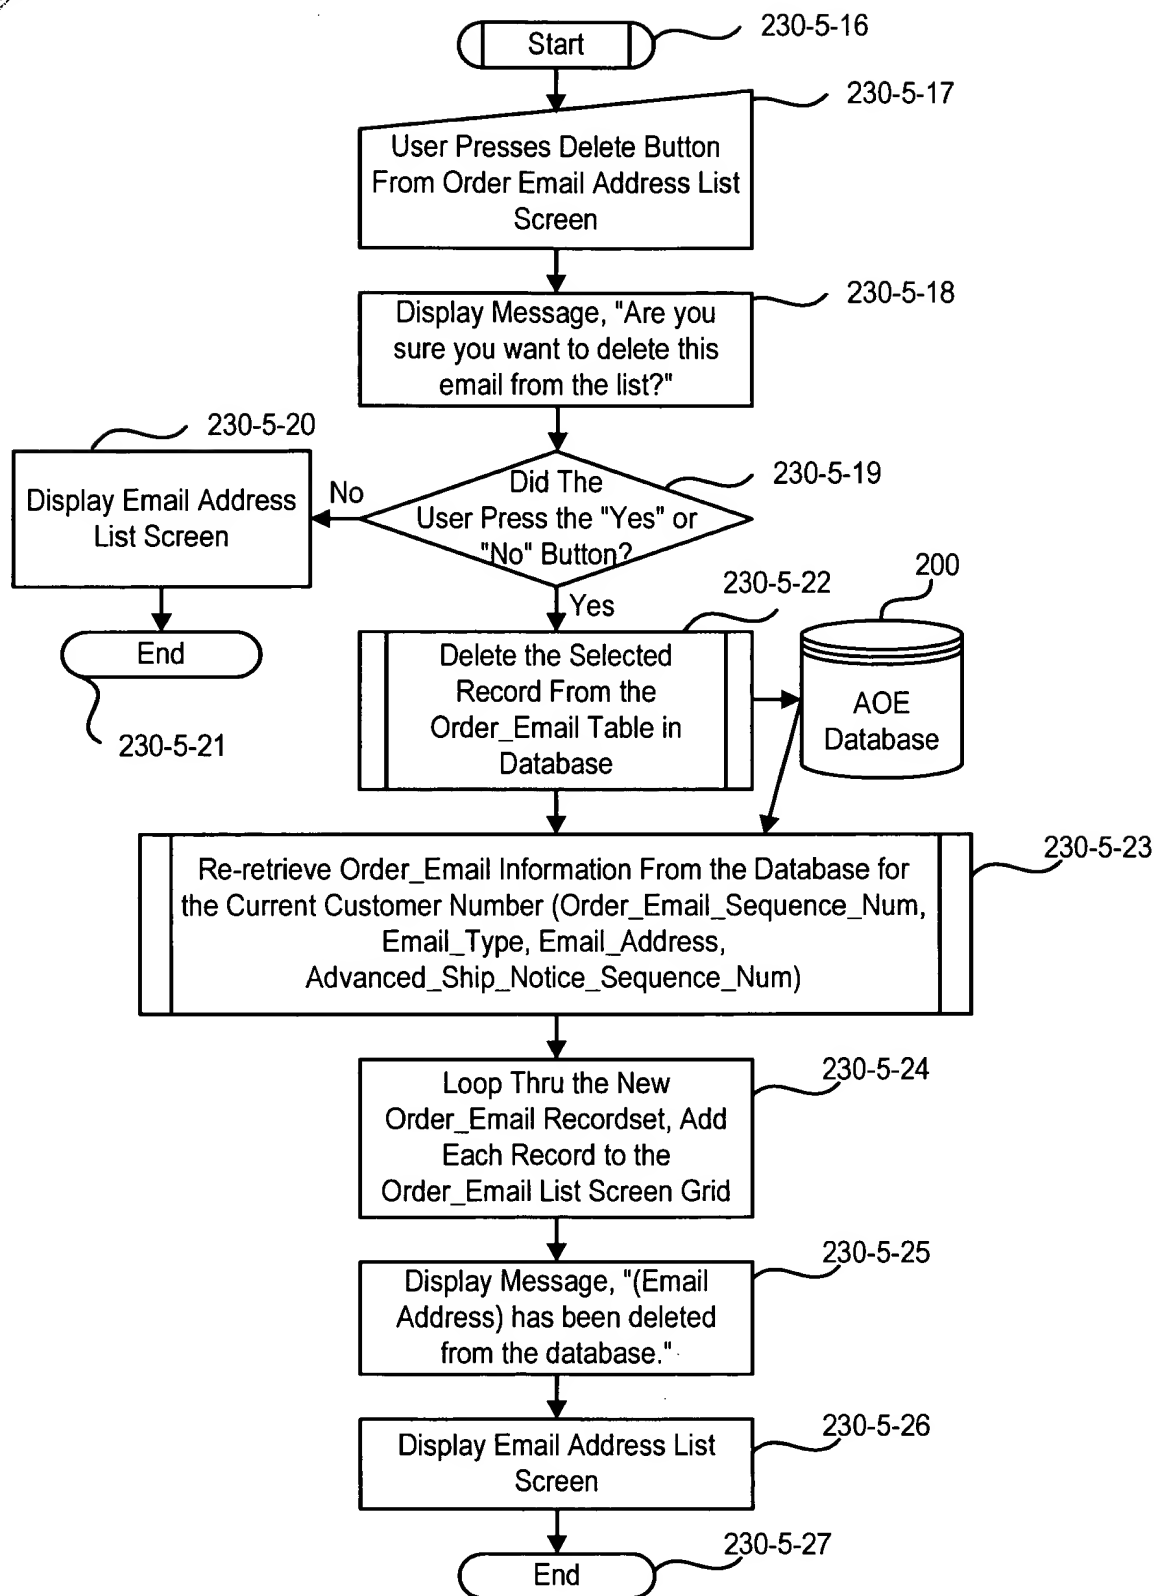 230-5-16
Start
230-5-17
User Presses Delete Button
From Order Email Address List
Screen
230-5-18
Display Message, "Are you
sure you want to delete this
email from the list?"
230-5-20
Display Email Address
List Screen
No
230-5-19
Did The
User Press the "Yes" or
"No" Button?
End
230-5-21
Yes
230-5-22
200
Delete the Selected
Record From the
Order_Email Table in
Database
AOE
Database
230-5-23
Re-retrieve Order_Email Information From the Database for
the Current Customer Number (Order_Email_Sequence_Num,
Email_Type, Email_Address,
Advanced_Ship_Notice_Sequence_Num)
230-5-24
Loop Thru the New
Order_Email Recordset, Add
Each Record to the
Order_Email List Screen Grid
230-5-25
Display Message, "(Email
Address) has been deleted
from the database."
230-5-26
Display Email Address List
Screen
230-5-27
End